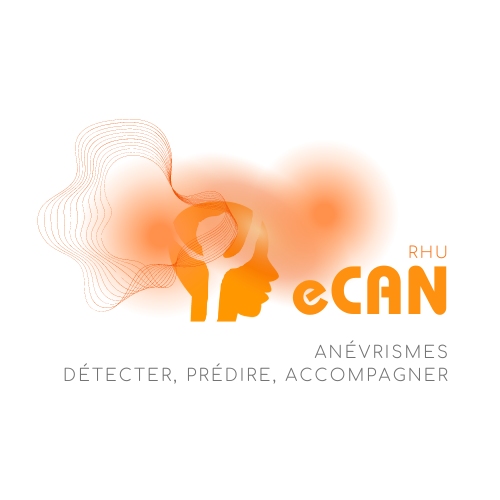 RHU
eCAN
ANÉVRISMES
DÉTECTER, PRÉDIRE, ACCOMPAGNER